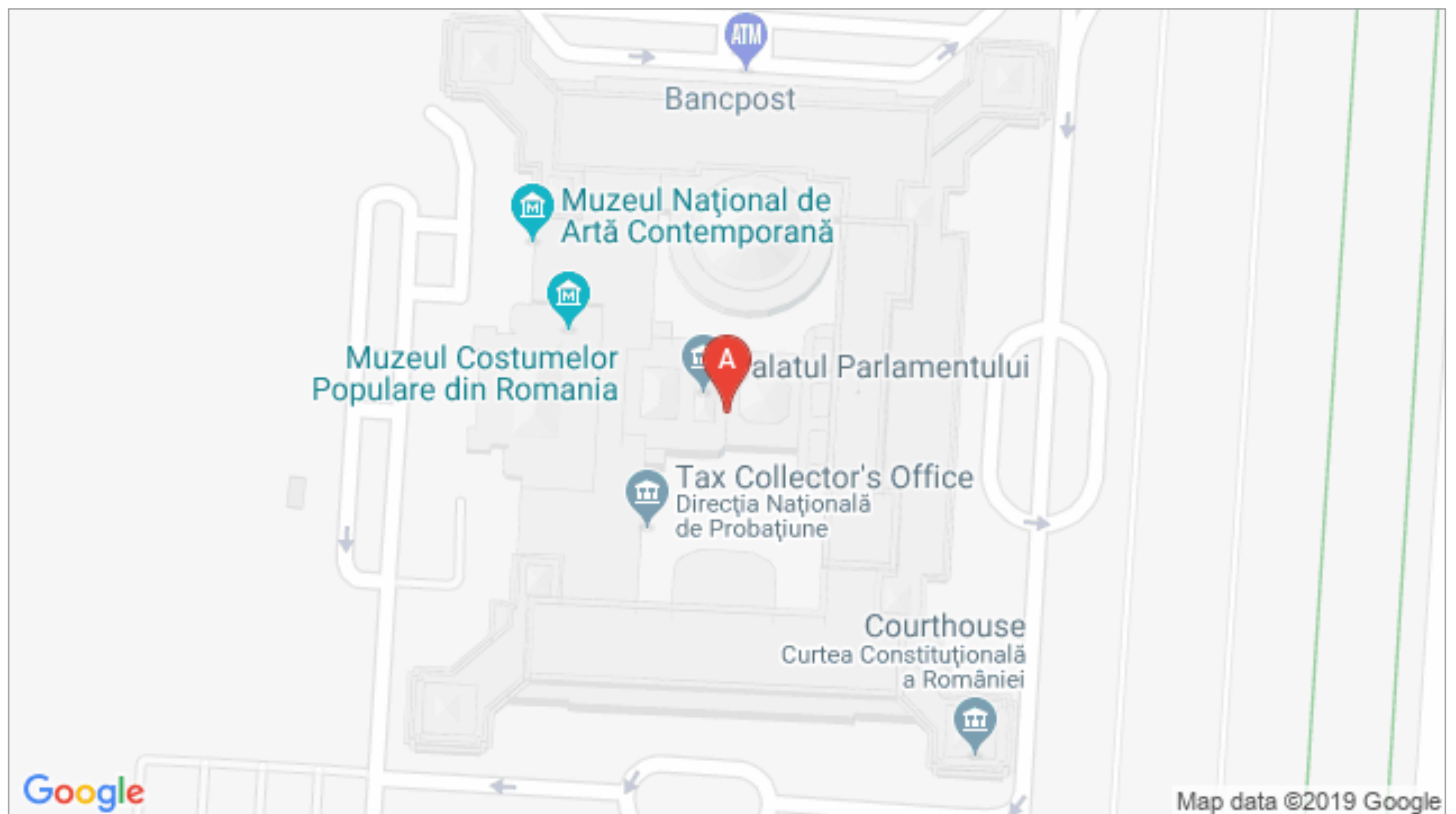 ATM
Bancpost
Muzeul Naţional de
Artă Contemporană
M
M
Muzeul Costumelor
Populare din Romania
A
alatul Parlamentului
Tax Collector's Office
Direcţia Naţională
de Probaţiune
Courthouse
Curtea Constituţională
a României
Google
Map data ©2019 Google